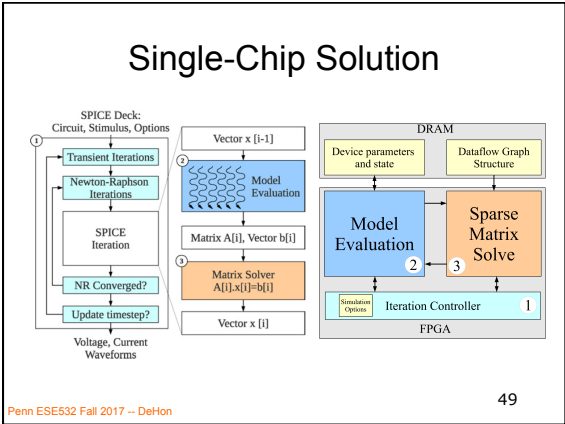 Single-Chip Solution
SPICE Deck:
Circuit, Stimulus, Options
1
Transient Iterations
Newton-Raphson
Iterations
SPICE
Iteration
NR Converged?
Update timestep?
Voltage, Current
Waveforms
Vector x [i-1]
2
Model
Evaluation
Matrix A[i], Vector b[i]
3
Matrix Solver
A[i].x[i]=b[i]
Vector x [i]
DRAM
Device parameters
and state
Dataflow Graph
Structure
Model
Evaluation
2
Sparse
Matrix
Solve
3
Simulation
Options
Iteration Controller
1
FPGA
Penn ESE532 Fall 2017 -- DeHon
49